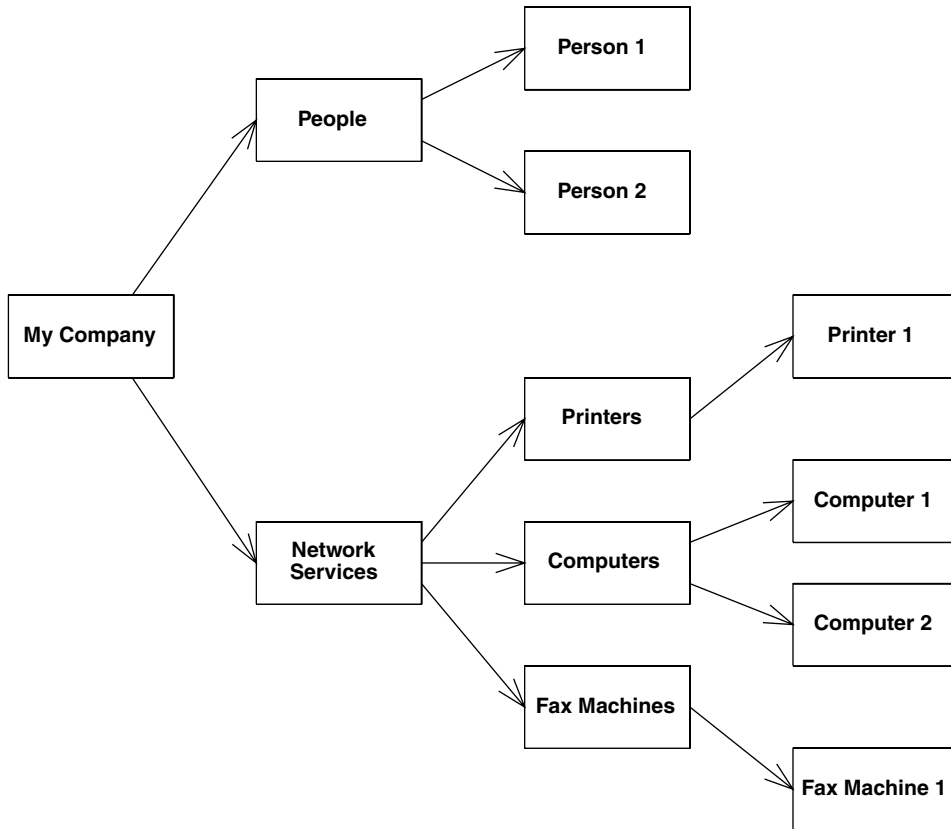 Person 1
People
Person 2
My Company
Printer 1
Printers
Computer 1
Network
Services
Computers
Computer 2
Fax Machines
Fax Machine 1